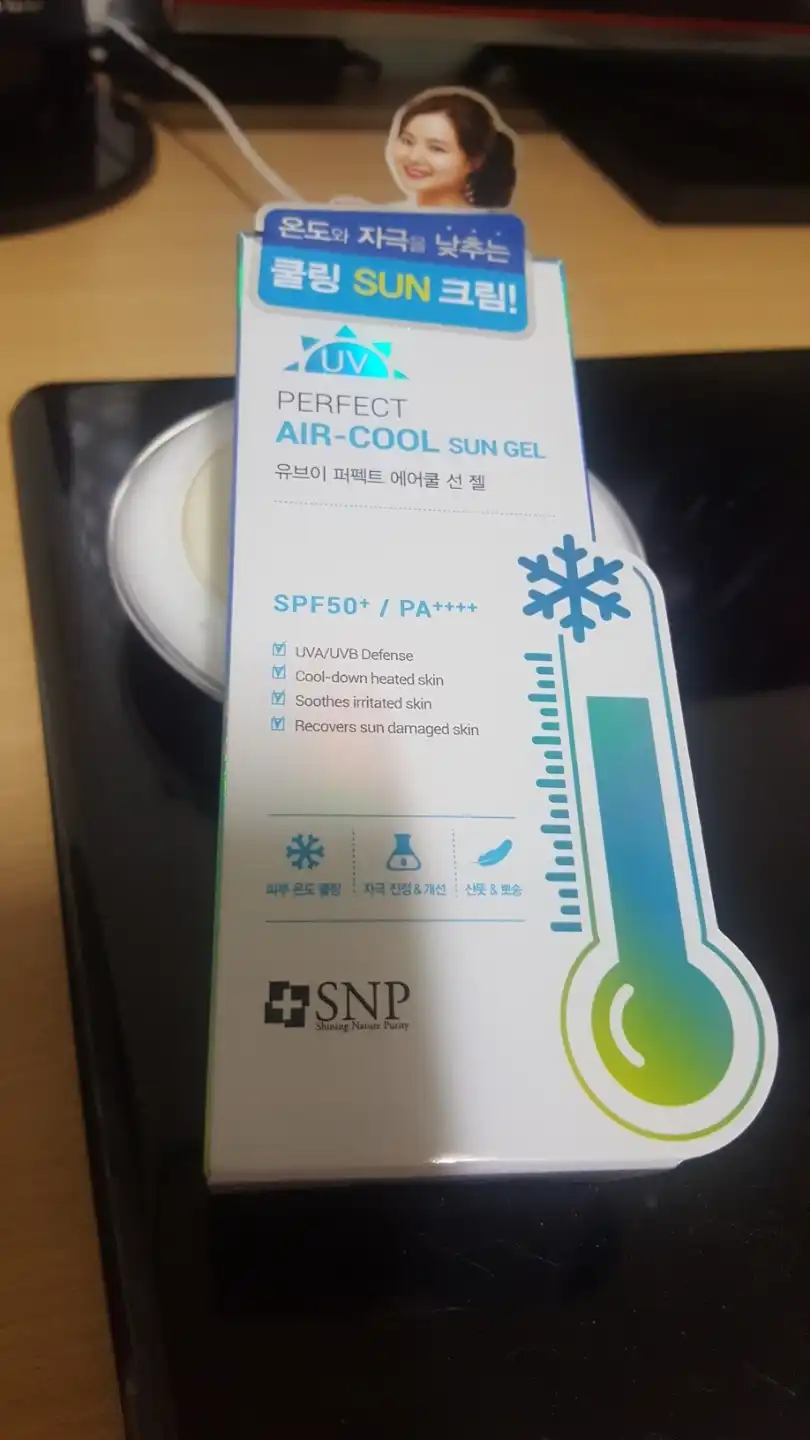 온도와 자극을 낮추는
쿨링 SUN 크림!
UV
PERFECT
AIR-COOL SUN GEL
유브이 퍼펙트 에어쿨 선 젤
SPF50+ / PA++++
UVA/UVB Defense
Cool-down heated skin
Soothes irritated skin
Recovers sun damaged skin
피부 온도 쿨링 자극 진정 & 개선 산뜻 & 뽀송
SNP
Shining Nature Purity